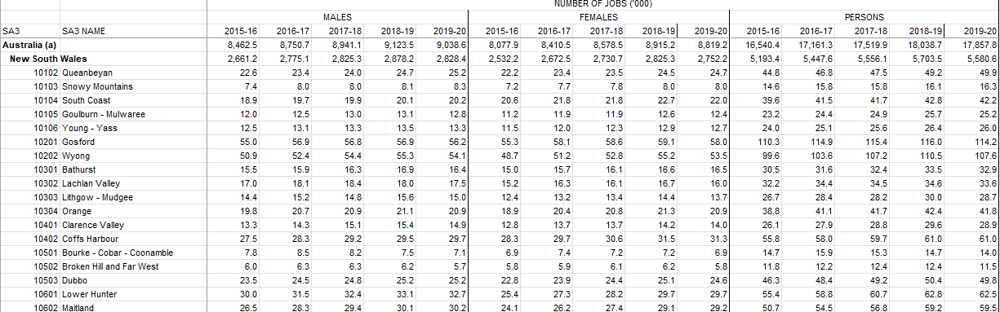 NUMBER OF JOBS ('000)
MALES FEMALES PERSONS
SA3 SA3 NAME 2015-16 2016-17 2017-18 2018-19 2019-20 2015-16 2016-17 2017-18 2018-19 2019-20 2015-16 2016-17 2017-18 2018-19 2019-20
Australia (a) 8,462.5 8,750.7 8,941.1 9,123.5 9,038.6 8,077.9 8,410.5 8,578.5 8,915.2 8,819.2 16,540.4 17,161.3 17,519.9 18,038.7 17,857.8
New South Wales 2,661.2 2,775.1 2,825.3 2,878.2 2,828.4 2,532.2 2,672.5 2,730.7 2,825.3 2,752.2 5,193.4 5,447.6 5,556.1 5,703.5 5,580.6
10102 Queanbeyan 22.6 23.4 24.0 24.7 25.2 22.2 23.4 23.5 24.5 24.7 44.8 46.8 47.5 49.2 49.9
10103 Snowy Mountains 7.4 8.0 8.0 8.1 8.3 7.2 7.7 7.8 8.0 8.0 14.6 15.8 15.8 16.1 16.3
10104 South Coast 18.9 19.7 19.9 20.1 20.2 20.6 21.8 21.8 22.7 22.0 39.6 41.5 41.7 42.8 42.2
10105 Goulburn - Mulwaree 12.0 12.5 13.0 13.1 12.8 11.2 11.9 11.9 12.6 12.4 23.2 24.4 24.9 25.7 25.2
10106 Young - Yass 12.5 13.1 13.3 13.5 13.3 11.5 12.0 12.3 12.9 12.7 24.0 25.1 25.6 26.4 26.0
10201 Gosford 55.0 56.9 56.8 56.9 56.2 55.3 58.1 58.6 59.1 58.0 110.3 114.9 115.4 116.0 114.2
10202 Wyong 50.9 52.4 54.4 55.3 54.1 48.7 51.2 52.8 55.2 53.5 99.6 103.6 107.2 110.5 107.6
10301 Bathurst 15.5 15.9 16.3 16.9 16.4 15.0 15.7 16.1 16.6 16.5 30.5 31.6 32.4 33.5 32.9
10302 Lachlan Valley 17.0 18.1 18.4 18.0 17.5 15.2 16.3 16.1 16.7 16.0 32.2 34.4 34.5 34.6 33.6
10303 Lithgow - Mudgee 14.4 15.2 14.8 15.6 15.0 12.4 13.2 13.4 14.4 13.7 26.7 28.4 28.2 30.0 28.7
10304 Orange 19.8 20.7 20.9 21.1 20.9 18.9 20.4 20.8 21.3 20.9 38.8 41.1 41.7 42.4 41.8
10401 Clarence Valley 13.3 14.3 15.1 15.4 14.9 12.8 13.7 13.7 14.2 14.0 26.1 27.9 28.8 29.6 28.9
10402 Coffs Harbour 27.5 28.3 29.2 29.5 29.7 28.3 29.7 30.6 31.5 31.3 55.8 58.0 59.7 61.0 61.0
10501 Bourke - Cobar - Coonamble 7.8 8.5 8.2 7.5 7.1 6.9 7.4 7.2 7.2 6.9 14.7 15.9 15.3 14.7 14.0
10502 Broken Hill and Far West 6.0 6.3 6.3 6.2 5.7 5.8 5.9 6.1 6.2 5.8 11.8 12.2 12.4 12.4 11.5
10503 Dubbo 23.5 24.5 24.8 25.2 25.2 22.8 23.9 24.4 25.1 24.6 46.3 48.4 49.2 50.4 49.8
10601 Lower Hunter 30.0 31.5 32.4 33.1 32.7 25.4 27.3 28.2 29.7 29.7 55.4 58.8 60.7 62.8 62.5
10602 Maitland 26.5 28.3 29.4 30.1 30.2 24.1 26.2 27.4 29.1 29.2 50.7 54.5 56.8 59.2 59.5